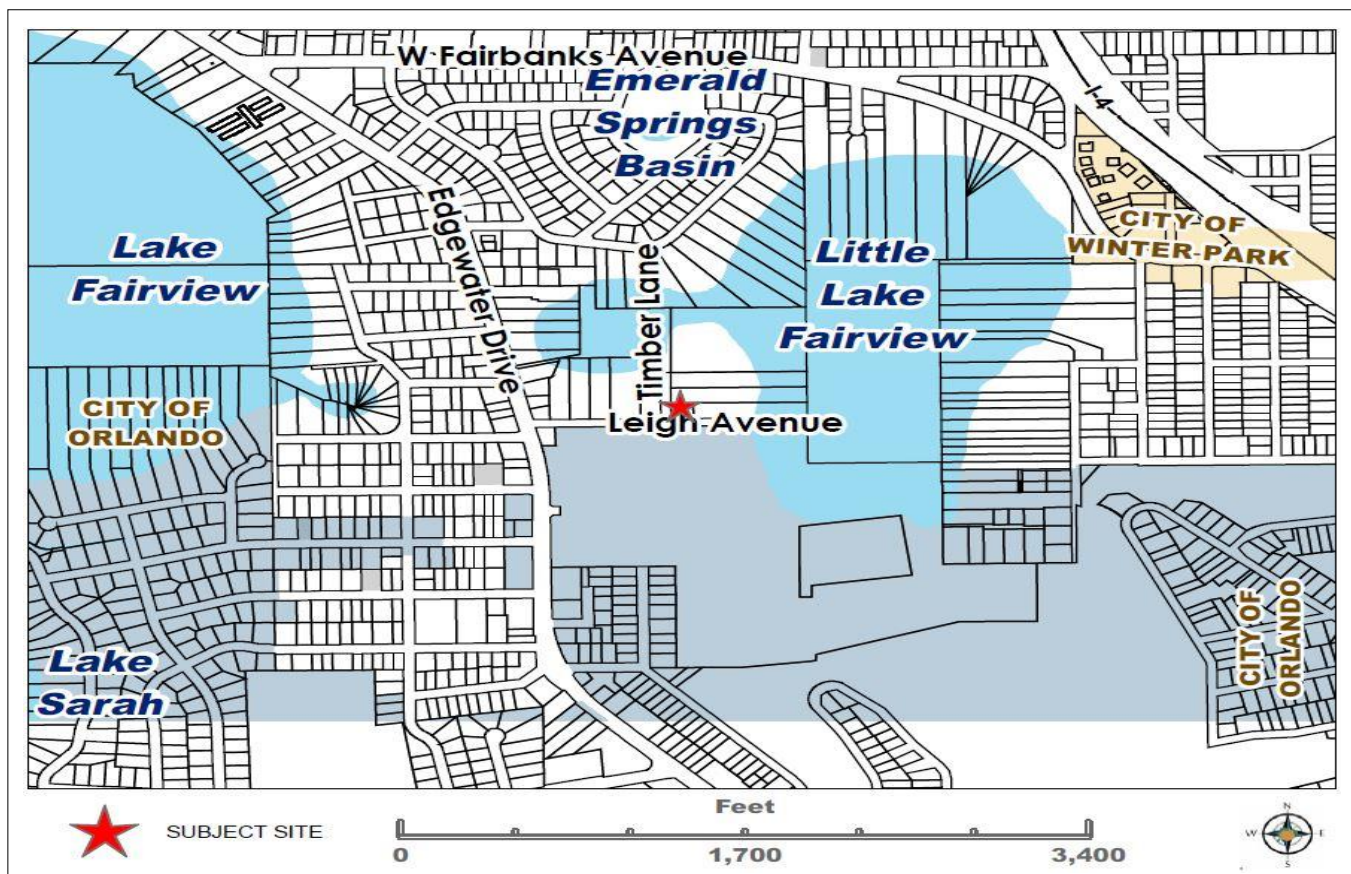 W Fairbanks Avenue
Emerald
Springs
Basin
I-4
Edgewater Drive
Lake
Fairview
Timber Lane
Little
Lake
Fairview
CITY OF
WINTER PARK
CITY OF
ORLANDO
Leigh Avenue
CITY OF
ORLANDO
Lake
Sarah
SUBJECT SITE
Feet
0 1,700 3,400
N
W E
S